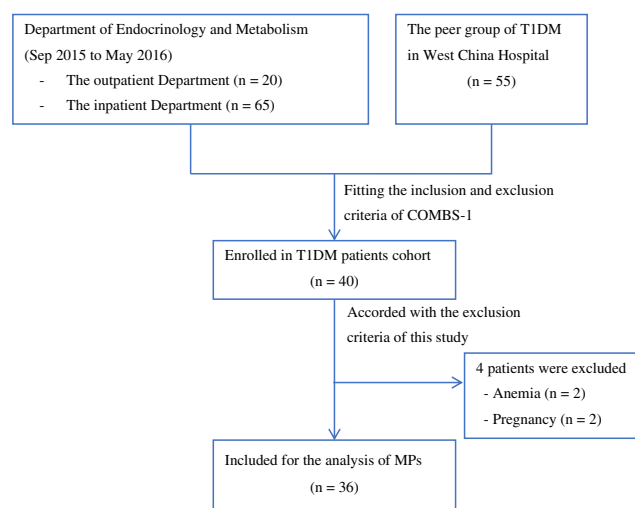 Department of Endocrinology and Metabolism
(Sep 2015 to May 2016)
- The outpatient Department (n = 20)
- The inpatient Department (n = 65)
The peer group of T1DM
in West China Hospital
(n = 55)
Fitting the inclusion and exclusion
criteria of COMBS-1
Enrolled in T1DM patients cohort
(n = 40)
Accorded with the exclusion
criteria of this study
4 patients were excluded
- Anemia (n = 2)
- Pregnancy (n = 2)
Included for the analysis of MPs
(n = 36)